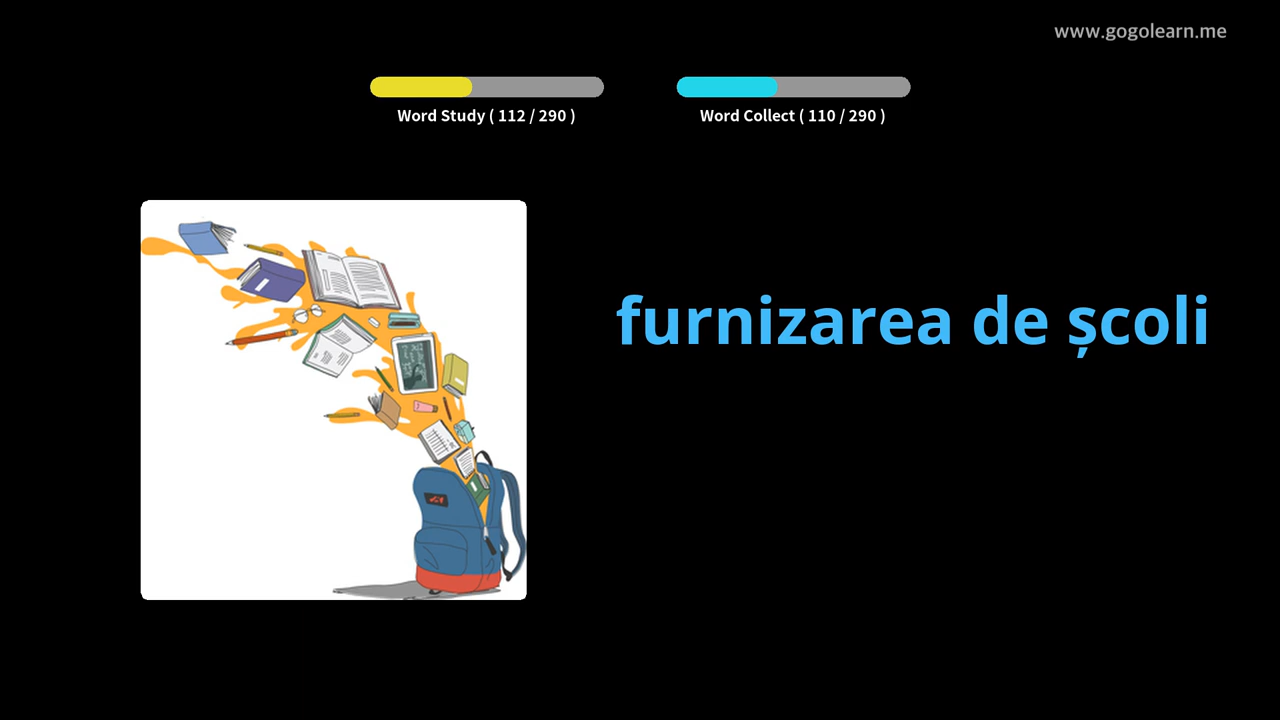 www.gogolearn.me
Word Study ( 112 / 290 )
Word Collect ( 110 / 290 )
furnizarea de școli